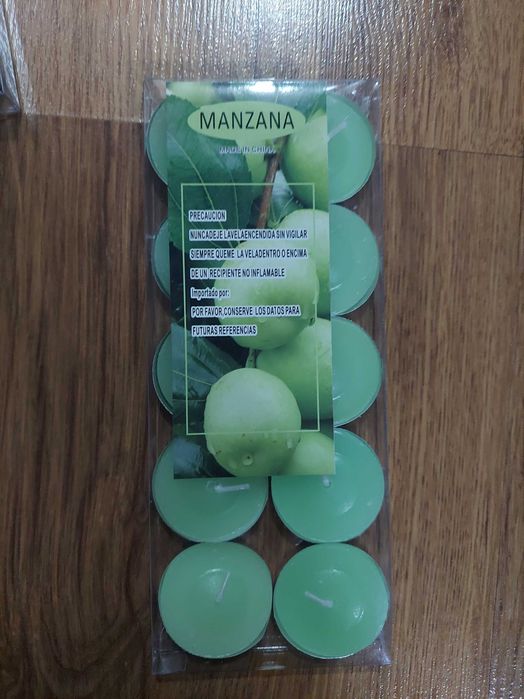 MANZANA
MADE IN CHINA
PRECAUCION
NUNCADEJE LAVELAENCENDIDA SIN VIGILAR
SIEMPRE QUEME LA VELADENTRO O ENCIMA
DE UN RECIPIENTE NO INFLAMABLE
Importado por:
POR FAVOR,CONSERVE LOS DATOS PARA
FUTURAS REFERENCIAS